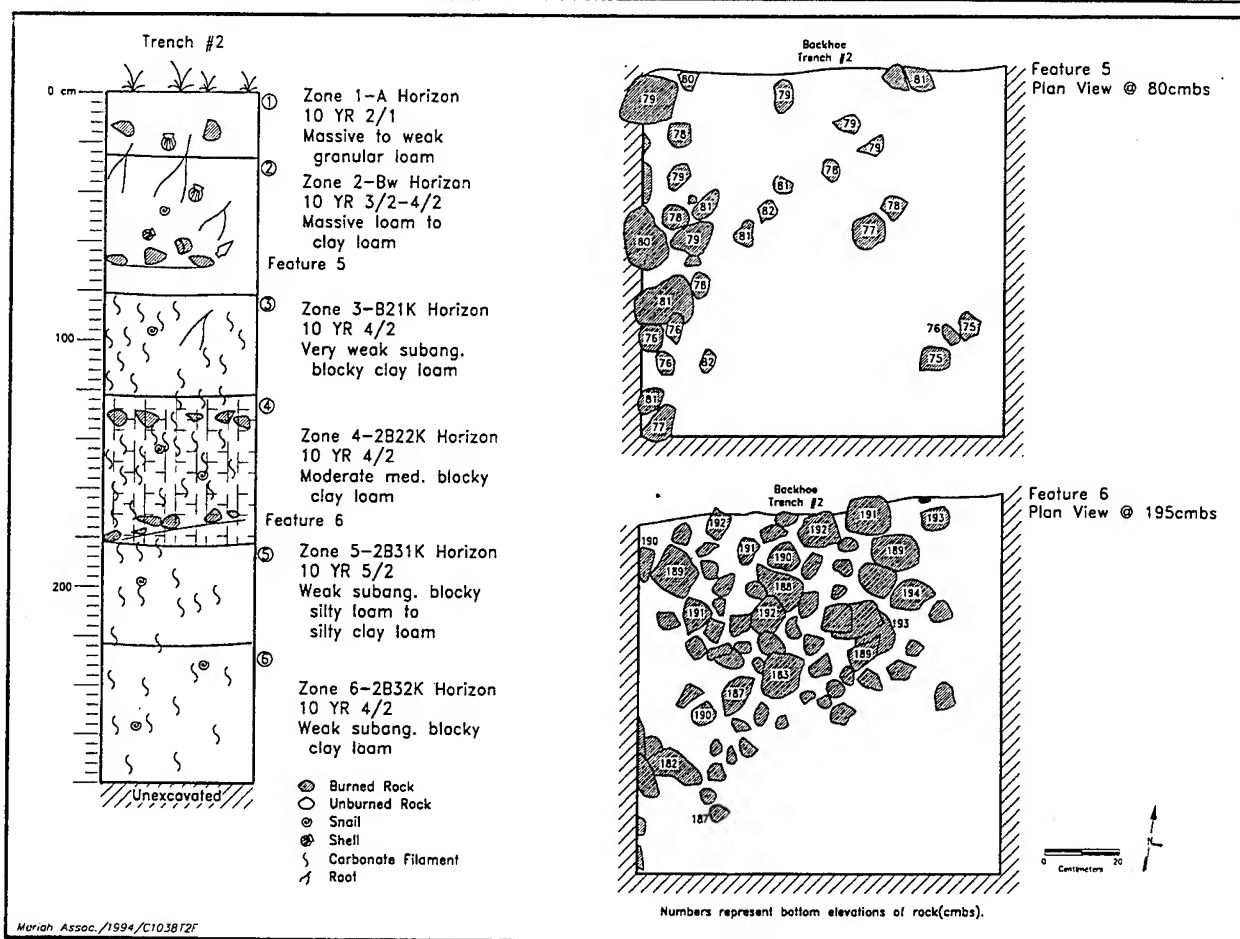 Trench #2
0 cm
100
200
①
Zone 1-A Horizon
10 YR 2/1
Massive to weak
granular loam
②
Zone 2-Bw Horizon
10 YR 3/2-4/2
Massive loam to
clay loam
Feature 5
③
Zone 3-B21K Horizon
10 YR 4/2
Very weak subang.
blocky clay loam
④
Zone 4-2B22K Horizon
10 YR 4/2
Moderate med. blocky
clay loam
Feature 6
⑤
Zone 5-2B31K Horizon
10 YR 5/2
Weak subang. blocky
silty loam to
silty clay loam
⑥
Zone 6-2B32K Horizon
10 YR 4/2
Weak subang. blocky
clay loam
Unexcavated
Burned Rock
Unburned Rock
Snail
Shell
Carbonate Filament
Root
Backhoe
Trench #2
Feature 5
Plan View @ 80cmbs
80
79
81
79
78
79
79
79
78
81
81
78
82
78
80
79
81
77
78
81
76
76
76
82
76
75
75
81
77
Backhoe
Trench #2
Feature 6
Plan View @ 195cmbs
192
192
191
193
190
191
190
189
189
188
194
191
192
193
189
183
187
190
182
187
0 20
Centimeters
Numbers represent bottom elevations of rock(cmbs).
Mariah Assoc./1994/C1038T2F